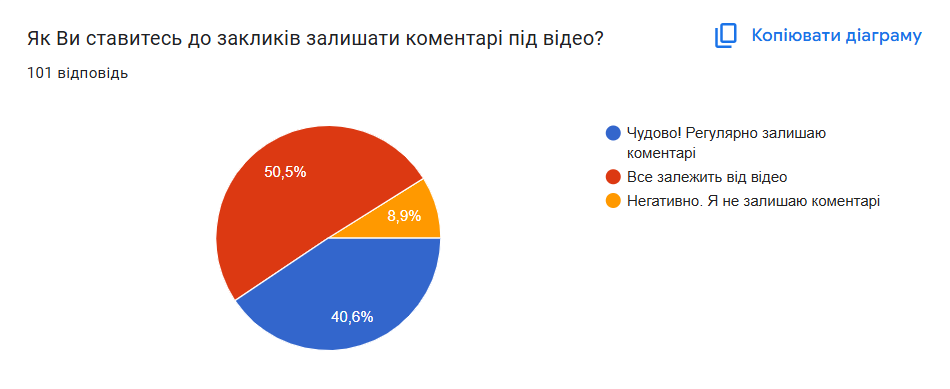 Як Ви ставитесь до закликів залишати коментарі під відео?
Копіювати діаграму
101 відповідь
50,5%
8,9%
40,6%
Чудово! Регулярно залишаю
коментарі
Все залежить від відео
Негативно. Я не залишаю коментарі